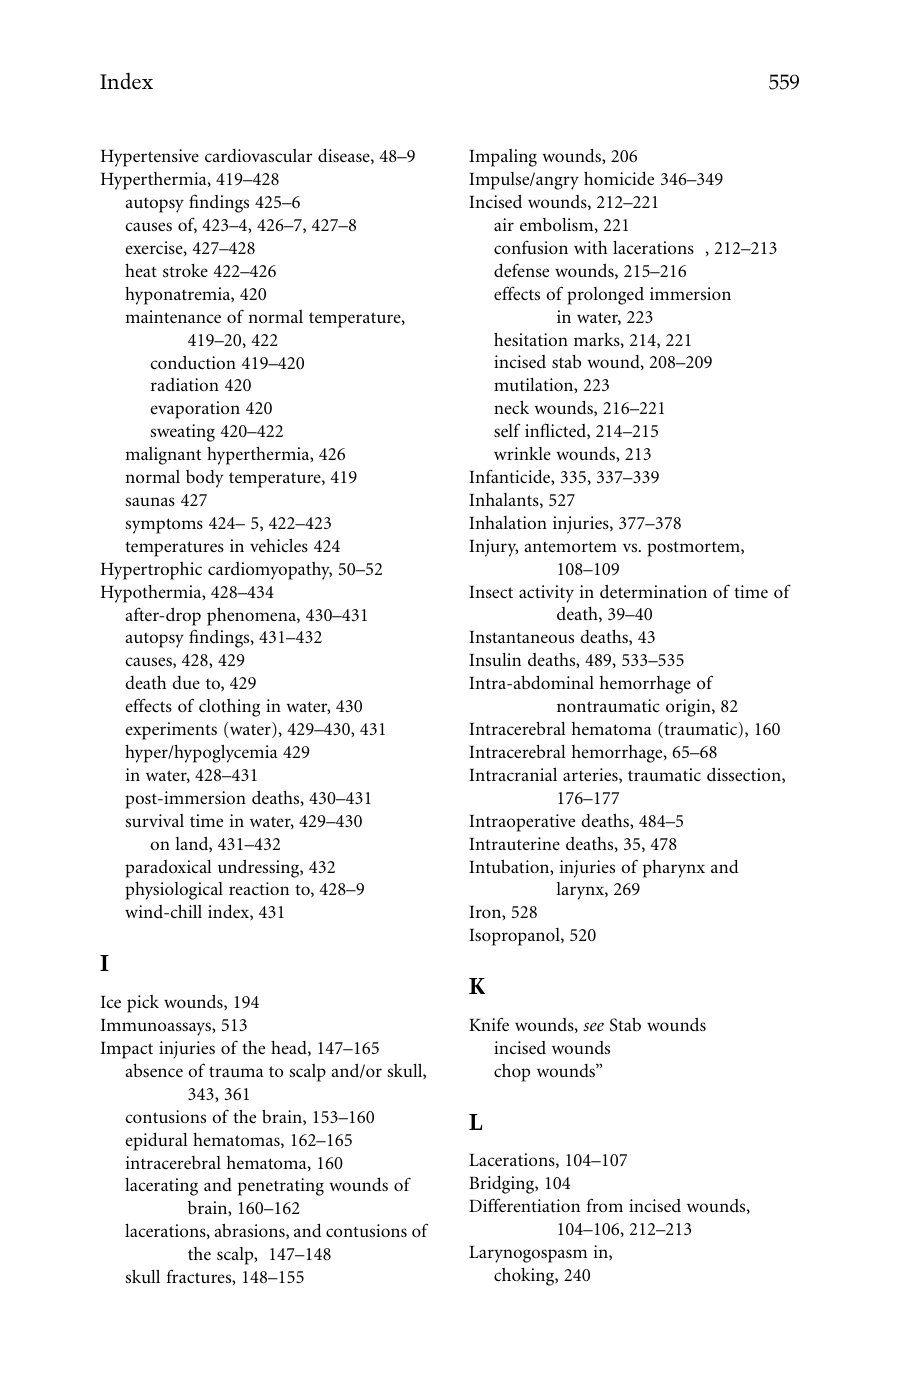 Index 559
Hypertensive cardiovascular disease, 48–9
Hyperthermia, 419–428
autopsy findings 425–6
causes of, 423–4, 426–7, 427–8
exercise, 427–428
heat stroke 422–426
hyponatremia, 420
maintenance of normal temperature,
419–20, 422
conduction 419–420
radiation 420
evaporation 420
sweating 420–422
malignant hyperthermia, 426
normal body temperature, 419
saunas 427
symptoms 424– 5, 422–423
temperatures in vehicles 424
Hypertrophic cardiomyopathy, 50–52
Hypothermia, 428–434
after-drop phenomena, 430–431
autopsy findings, 431–432
causes, 428, 429
death due to, 429
effects of clothing in water, 430
experiments (water), 429–430, 431
hyper/hypoglycemia 429
in water, 428–431
post-immersion deaths, 430–431
survival time in water, 429–430
on land, 431–432
paradoxical undressing, 432
physiological reaction to, 428–9
wind-chill index, 431
I
Ice pick wounds, 194
Immunoassays, 513
Impact injuries of the head, 147–165
absence of trauma to scalp and/or skull,
343, 361
contusions of the brain, 153–160
epidural hematomas, 162–165
intracerebral hematoma, 160
lacerating and penetrating wounds of
brain, 160–162
lacerations, abrasions, and contusions of
the scalp, 147–148
skull fractures, 148–155
Impaling wounds, 206
Impulse/angry homicide 346–349
Incised wounds, 212–221
air embolism, 221
confusion with lacerations , 212–213
defense wounds, 215–216
effects of prolonged immersion
in water, 223
hesitation marks, 214, 221
incised stab wound, 208–209
mutilation, 223
neck wounds, 216–221
self inflicted, 214–215
wrinkle wounds, 213
Infanticide, 335, 337–339
Inhalants, 527
Inhalation injuries, 377–378
Injury, antemortem vs. postmortem,
108–109
Insect activity in determination of time of
death, 39–40
Instantaneous deaths, 43
Insulin deaths, 489, 533–535
Intra-abdominal hemorrhage of
nontraumatic origin, 82
Intracerebral hematoma (traumatic), 160
Intracerebral hemorrhage, 65–68
Intracranial arteries, traumatic dissection,
176–177
Intraoperative deaths, 484–5
Intrauterine deaths, 35, 478
Intubation, injuries of pharynx and
larynx, 269
Iron, 528
Isopropanol, 520
K
Knife wounds, see Stab wounds
incised wounds
chop wounds”
L
Lacerations, 104–107
Bridging, 104
Differentiation from incised wounds,
104–106, 212–213
Larynogospasm in,
choking, 240